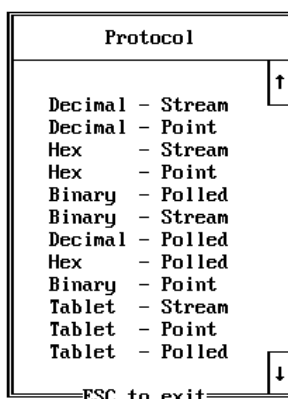 Protocol
↑
Decimal - Stream
Decimal - Point
Hex - Stream
Hex - Point
Binary - Polled
Binary - Stream
Decimal - Polled
Hex - Polled
Binary - Point
Tablet - Stream
Tablet - Point
Tablet - Polled
↓
ESC to exit